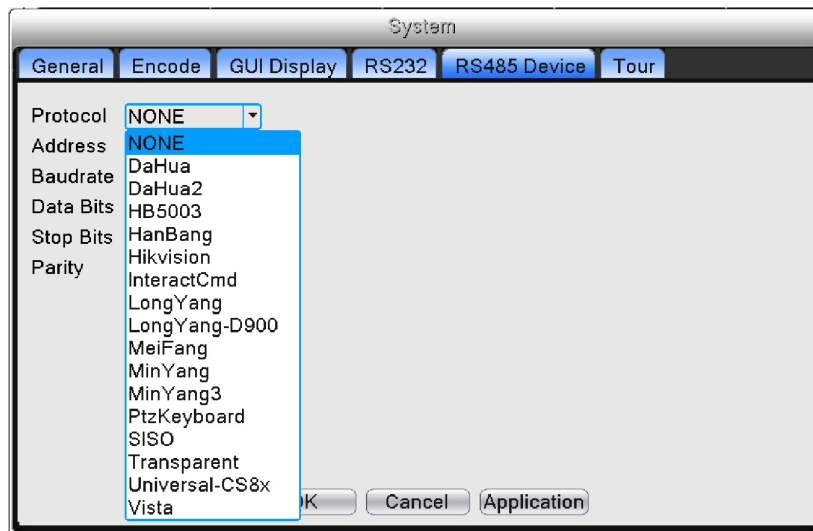 System
General Encode GUI Display RS232 RS485 Device Tour
Protocol NONE
Address NONE
DaHua
Baudrate
DaHua2
Data Bits HB5003
Stop Bits HanBang
Hikvision
Parity
InteractCmd
LongYang
LongYang-D900
MeiFang
MinYang
MinYang3
PtzKeyboard
SISO
Transparent
Universal-CS8x
Vista
Cancel Application